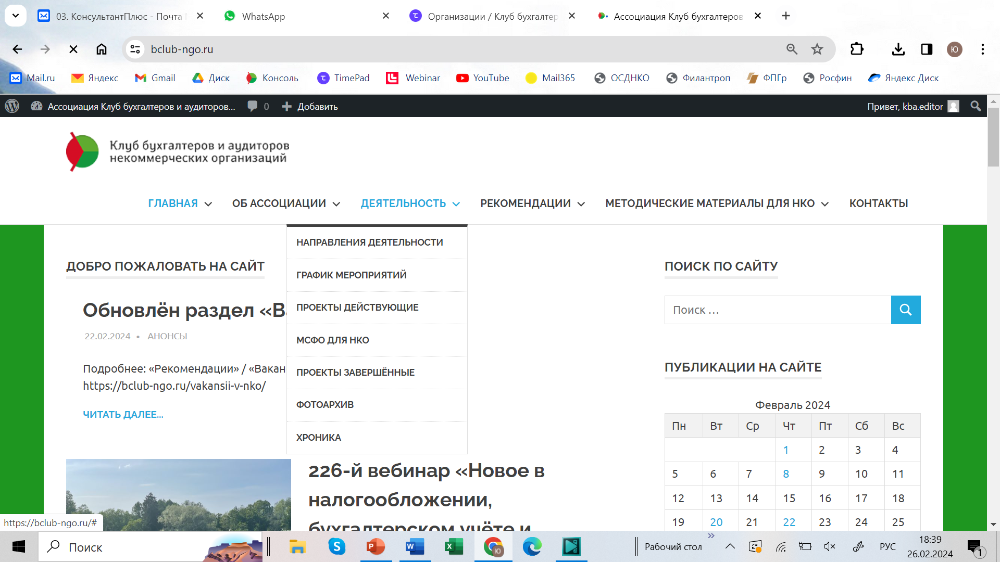 03. КонсультантПлюс - Почта
WhatsApp
Организации / Клуб бухгалтер
Ассоциация Клуб бухгалтеров
bclub-ngo.ru
Ю
Mail.ru
Яндекс
Gmail
Диск
Консоль
TimePad
Webinar
YouTube
Mail365
ОСДНКО
Филантроп
ФПГр
Росфин
Яндекс Диск
Ассоциация Клуб бухгалтеров и аудиторов...
0
Добавить
Привет, kba.editor
Клуб бухгалтеров и аудиторов
некоммерческих организаций
ГЛАВНАЯ
ОБ АССОЦИАЦИИ
ДЕЯТЕЛЬНОСТЬ
РЕКОМЕНДАЦИИ
МЕТОДИЧЕСКИЕ МАТЕРИАЛЫ ДЛЯ НКО
КОНТАКТЫ
НАПРАВЛЕНИЯ ДЕЯТЕЛЬНОСТИ
ГРАФИК МЕРОПРИЯТИЙ
ПРОЕКТЫ ДЕЙСТВУЮЩИЕ
МСФО ДЛЯ НКО
ПРОЕКТЫ ЗАВЕРШЁННЫЕ
ФОТОАРХИВ
ХРОНИКА
ДОБРО ПОЖАЛОВАТЬ НА САЙТ
Обновлён раздел «Ва
22.02.2024 • АНОНСЫ
Подробнее: «Рекомендации» / «Вакан
https://bclub-ngo.ru/vakansii-v-nko/
ЧИТАТЬ ДАЛЕЕ...
226-й вебинар «Новое в
налогообложении,
бухгалтерском учёте и
ПОИСК ПО САЙТУ
Поиск …
ПУБЛИКАЦИИ НА САЙТЕ
Февраль 2024
Пн Вт Ср Чт Пт Сб Вс
1 2 3 4
5 6 7 8 9 10 11
12 13 14 15 16 17 18
19 20 21 22 23 24 25
https://bclub-ngo.ru/#
Поиск
Рабочий стол
РУС
18:39
26.02.2024
1